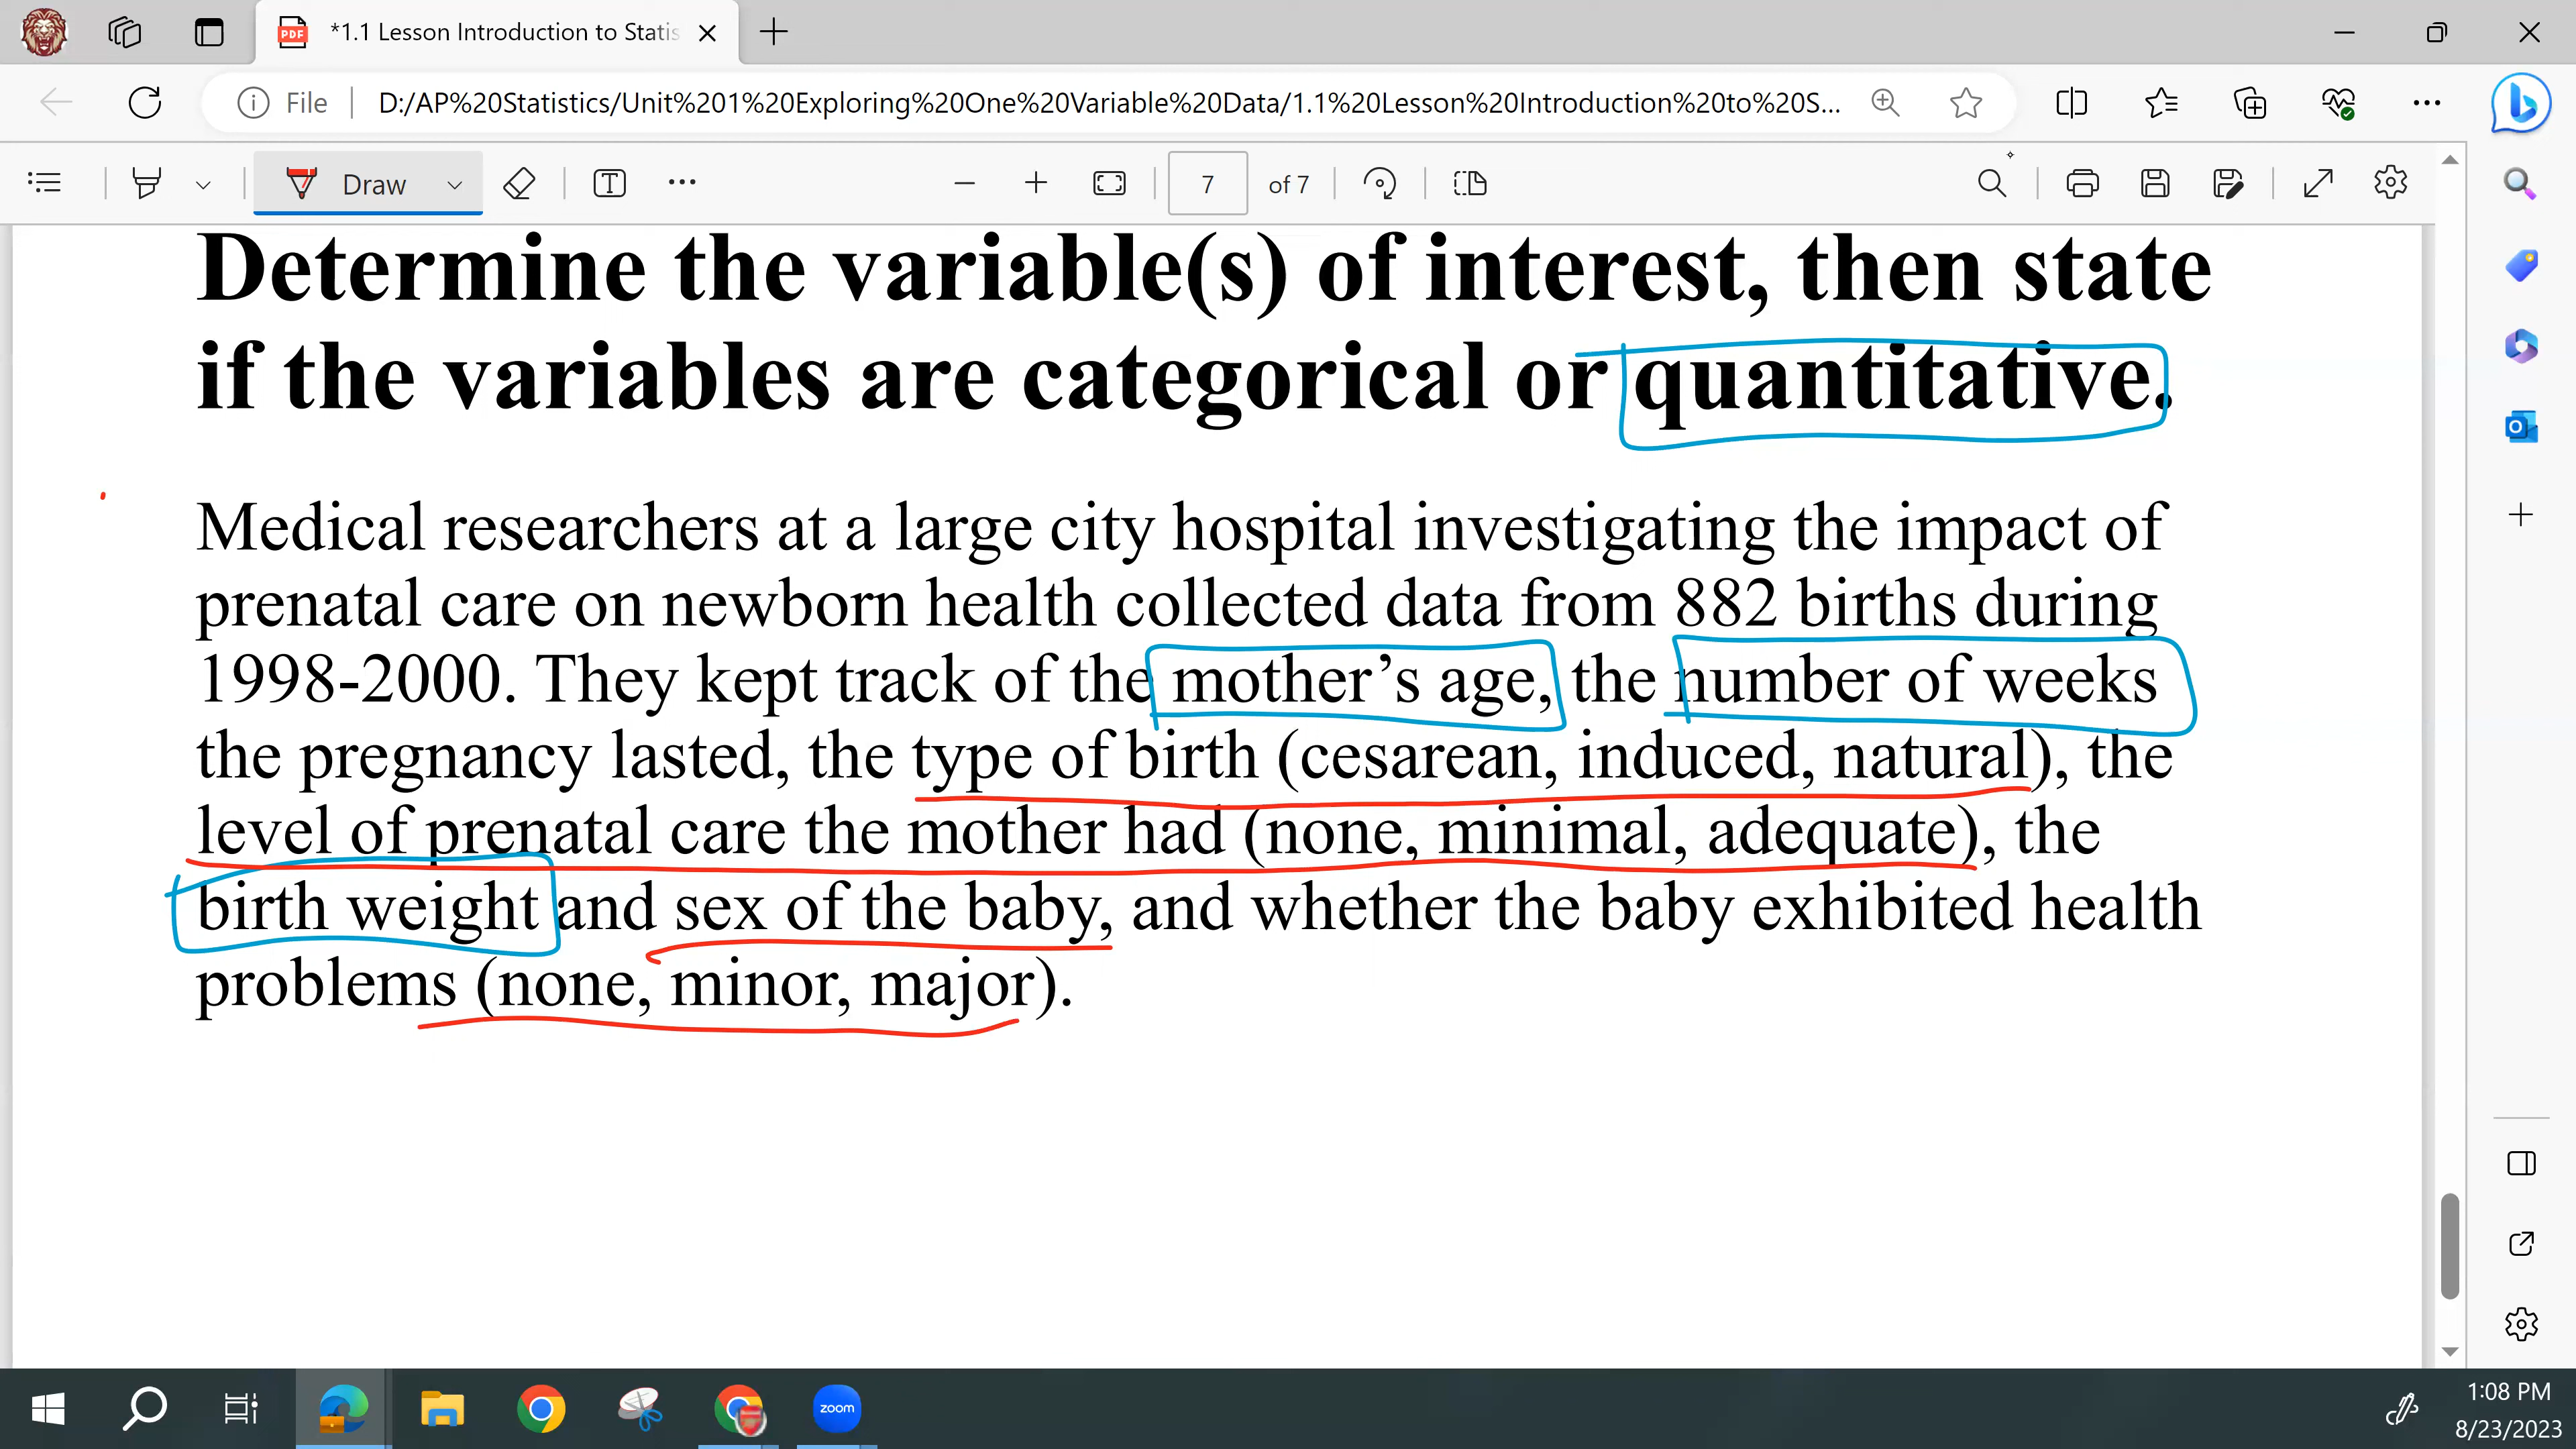 *1.1 Lesson Introduction to Statis
File
D:/AP%20Statistics/Unit%201%20Exploring%20One%20Variable%20Data/1.1%20Lesson%20Introduction%20to%20S...
Draw
7
of 7
Determine the variable(s) of interest, then state
if the variables are categorical or quantitative.
Medical researchers at a large city hospital investigating the impact of
prenatal care on newborn health collected data from 882 births during
1998-2000. They kept track of the mother’s age, the number of weeks
the pregnancy lasted, the type of birth (cesarean, induced, natural), the
level of prenatal care the mother had (none, minimal, adequate), the
birth weight and sex of the baby, and whether the baby exhibited health
problems (none, minor, major).
zoom
1:08 PM
8/23/2023